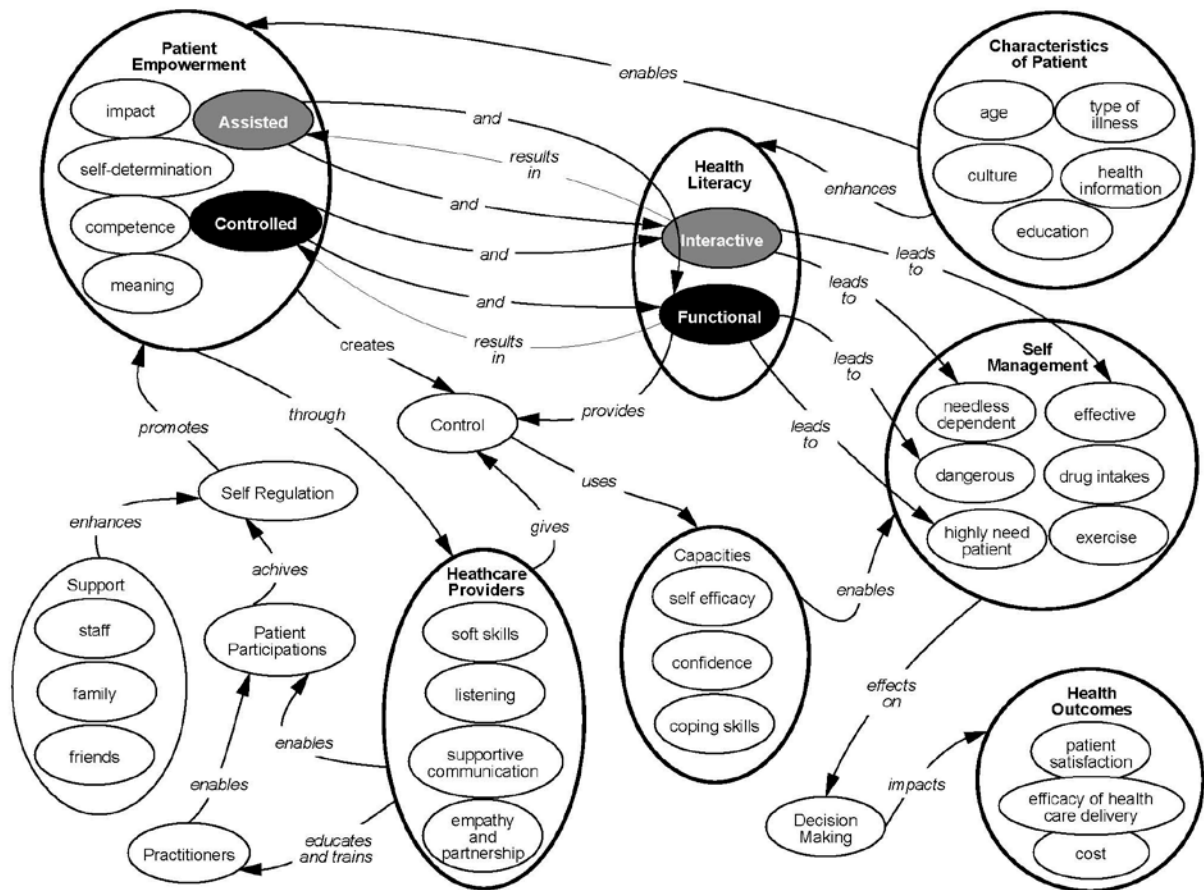 Patient
Empowerment
impact
Assisted
self-determination
Controlled
competence
meaning
enables
and
results
in
and
and
and
results
in
Health
Literacy
Interactive
Functional
enhances
Characteristics
of Patient
age
type of
illness
culture
health
information
education
leads
to
leads
to
leads
to
leads
to
Self
Management
needless
dependent
effective
dangerous
drug intakes
highly need
patient
exercise
creates
through
provides
Control
promotes
Self Regulation
uses
gives
enhances
achives
Support
staff
family
friends
Patient
Participations
enables
enables
Practitioners
educates
and trains
Heathcare
Providers
soft skills
listening
supportive
communication
empathy
and
partnership
Capacities
self efficacy
confidence
coping skills
enables
effects
on
Decision
Making
impacts
Health
Outcomes
patient
satisfaction
efficacy of health
care delivery
cost